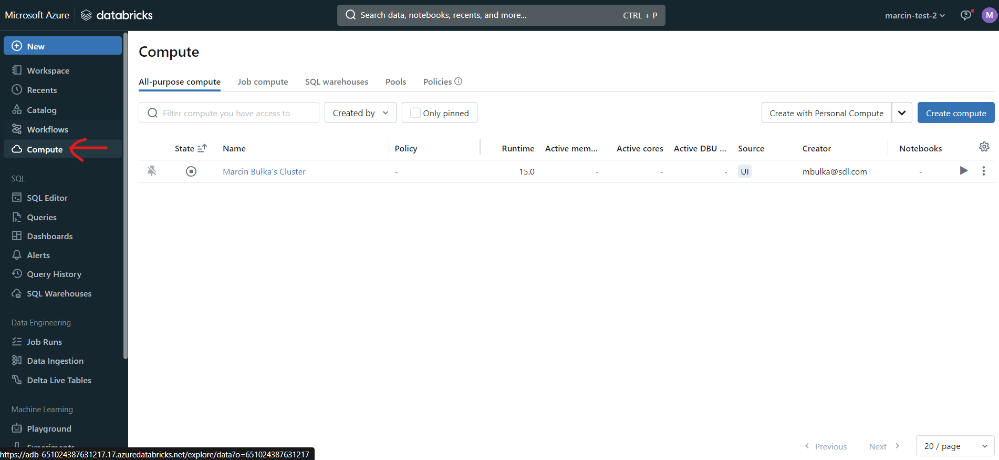 Microsoft Azure databricks Search data, notebooks, recents, and more... CTRL + P marcin-test-2 M
New
Workspace
Recents
Catalog
Workflows
Compute
SQL
SQL Editor
Queries
Dashboards
Alerts
Query History
SQL Warehouses
Data Engineering
Job Runs
Data Ingestion
Delta Live Tables
Machine Learning
Playground
Experiments
https://adb-651024387631217.17.azuredatabricks.net/explore/data?o=651024387631217
Compute
All-purpose compute Job compute SQL warehouses Pools Policies
Filter compute you have access to Created by Only pinned Create with Personal Compute Create compute
State Name Policy Runtime Active mem... Active cores Active DBU ... Source Creator Notebooks
Marcin Bułka's Cluster - 15.0 - - - UI mbulka@sdl.com -
Previous Next 20 / page